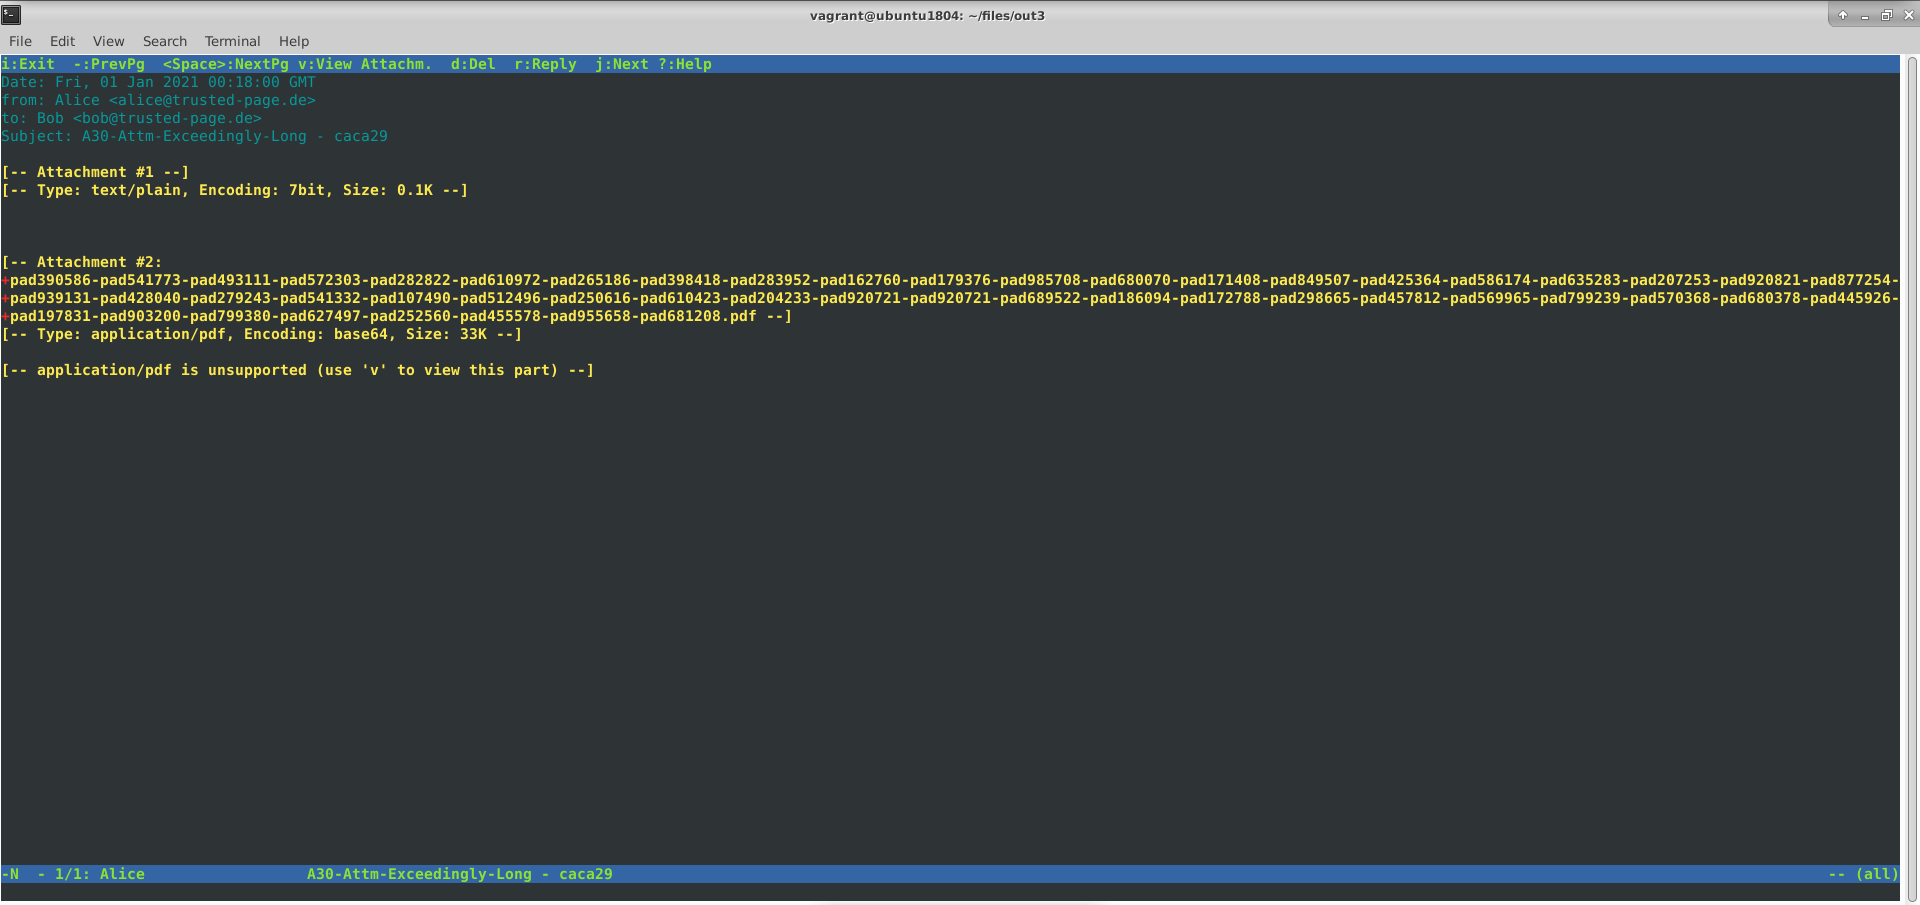 vagrant@ubuntu1804: ~/files/out3
File Edit View Search Terminal Help
i:Exit  -:PrevPg  <Space>:NextPg v:View Attachm.  d:Del  r:Reply  j:Next ?:Help
Date: Fri, 01 Jan 2021 00:18:00 GMT
from: Alice <alice@trusted-page.de>
to: Bob <bob@trusted-page.de>
Subject: A30-Attm-Exceedingly-Long - caca29
[-- Attachment #1 --]
[-- Type: text/plain, Encoding: 7bit, Size: 0.1K --]
[-- Attachment #2:
+pad390586-pad541773-pad493111-pad572303-pad282822-pad610972-pad265186-pad398418-pad283952-pad162760-pad179376-pad985708-pad680070-pad171408-pad849507-pad425364-pad586174-pad635283-pad207253-pad920821-pad877254-
+pad939131-pad428040-pad279243-pad541332-pad107490-pad512496-pad250616-pad610423-pad204233-pad920721-pad920721-pad689522-pad186094-pad172788-pad298665-pad457812-pad569965-pad799239-pad570368-pad680378-pad445926-
+pad197831-pad903200-pad799380-pad627497-pad252560-pad455578-pad955658-pad681208.pdf --]
[-- Type: application/pdf, Encoding: base64, Size: 33K --]
[-- application/pdf is unsupported (use 'v' to view this part) --]
-N  - 1/1: Alice                  A30-Attm-Exceedingly-Long - caca29                  -- (all)